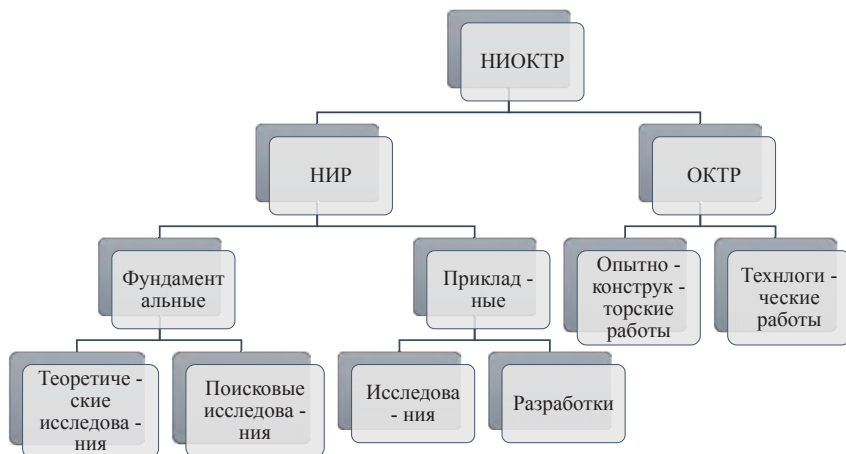 НИОКТР
НИР
ОКТР
Фундамент
альные
Приклад -
ные
Опытно -
конструк -
торские
работы
Технлоги -
ческие
работы
Теоретиче -
ские
исследова -
ния
Поисковые
исследова -
ния
Исследова
- ния
Разработки